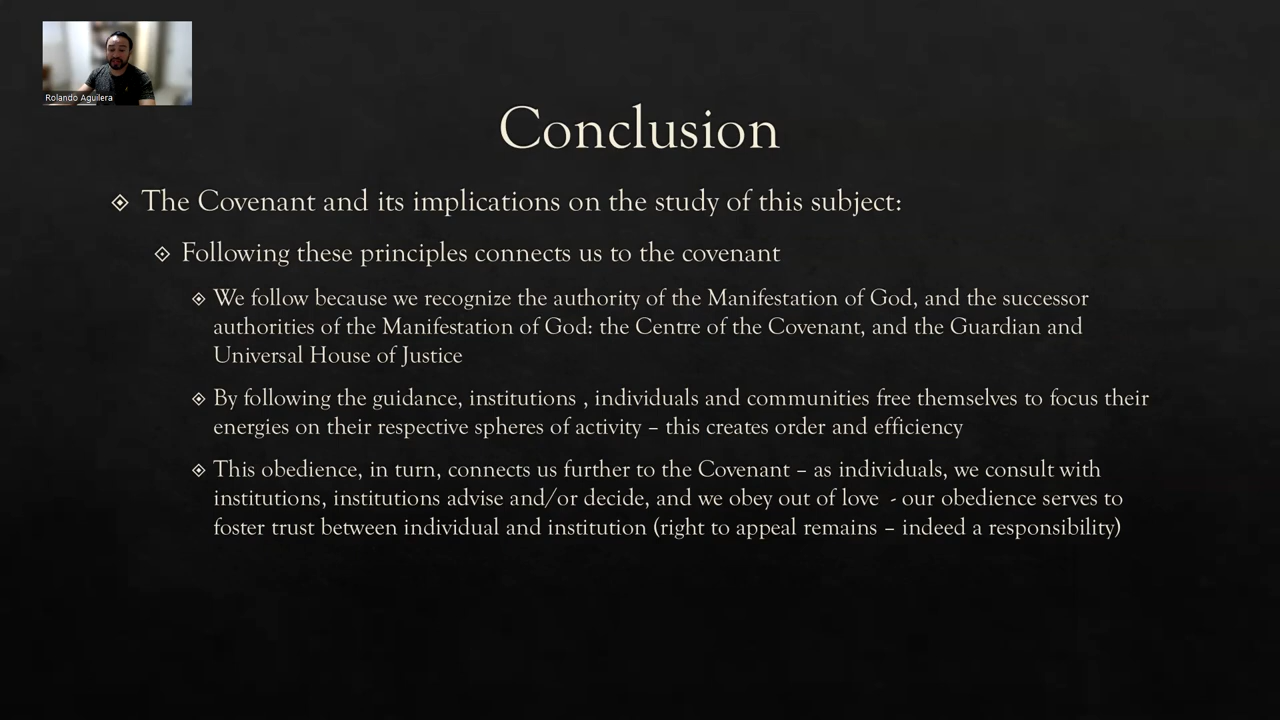 Rolando Aguilera
Conclusion
The Covenant and its implications on the study of this subject:
Following these principles connects us to the covenant
We follow because we recognize the authority of the Manifestation of God, and the successor
authorities of the Manifestation of God: the Centre of the Covenant, and the Guardian and
Universal House of Justice
By following the guidance, institutions , individuals and communities free themselves to focus their
energies on their respective spheres of activity – this creates order and efficiency
This obedience, in turn, connects us further to the Covenant – as individuals, we consult with
institutions, institutions advise and/or decide, and we obey out of love  - our obedience serves to
foster trust between individual and institution (right to appeal remains – indeed a responsibility)